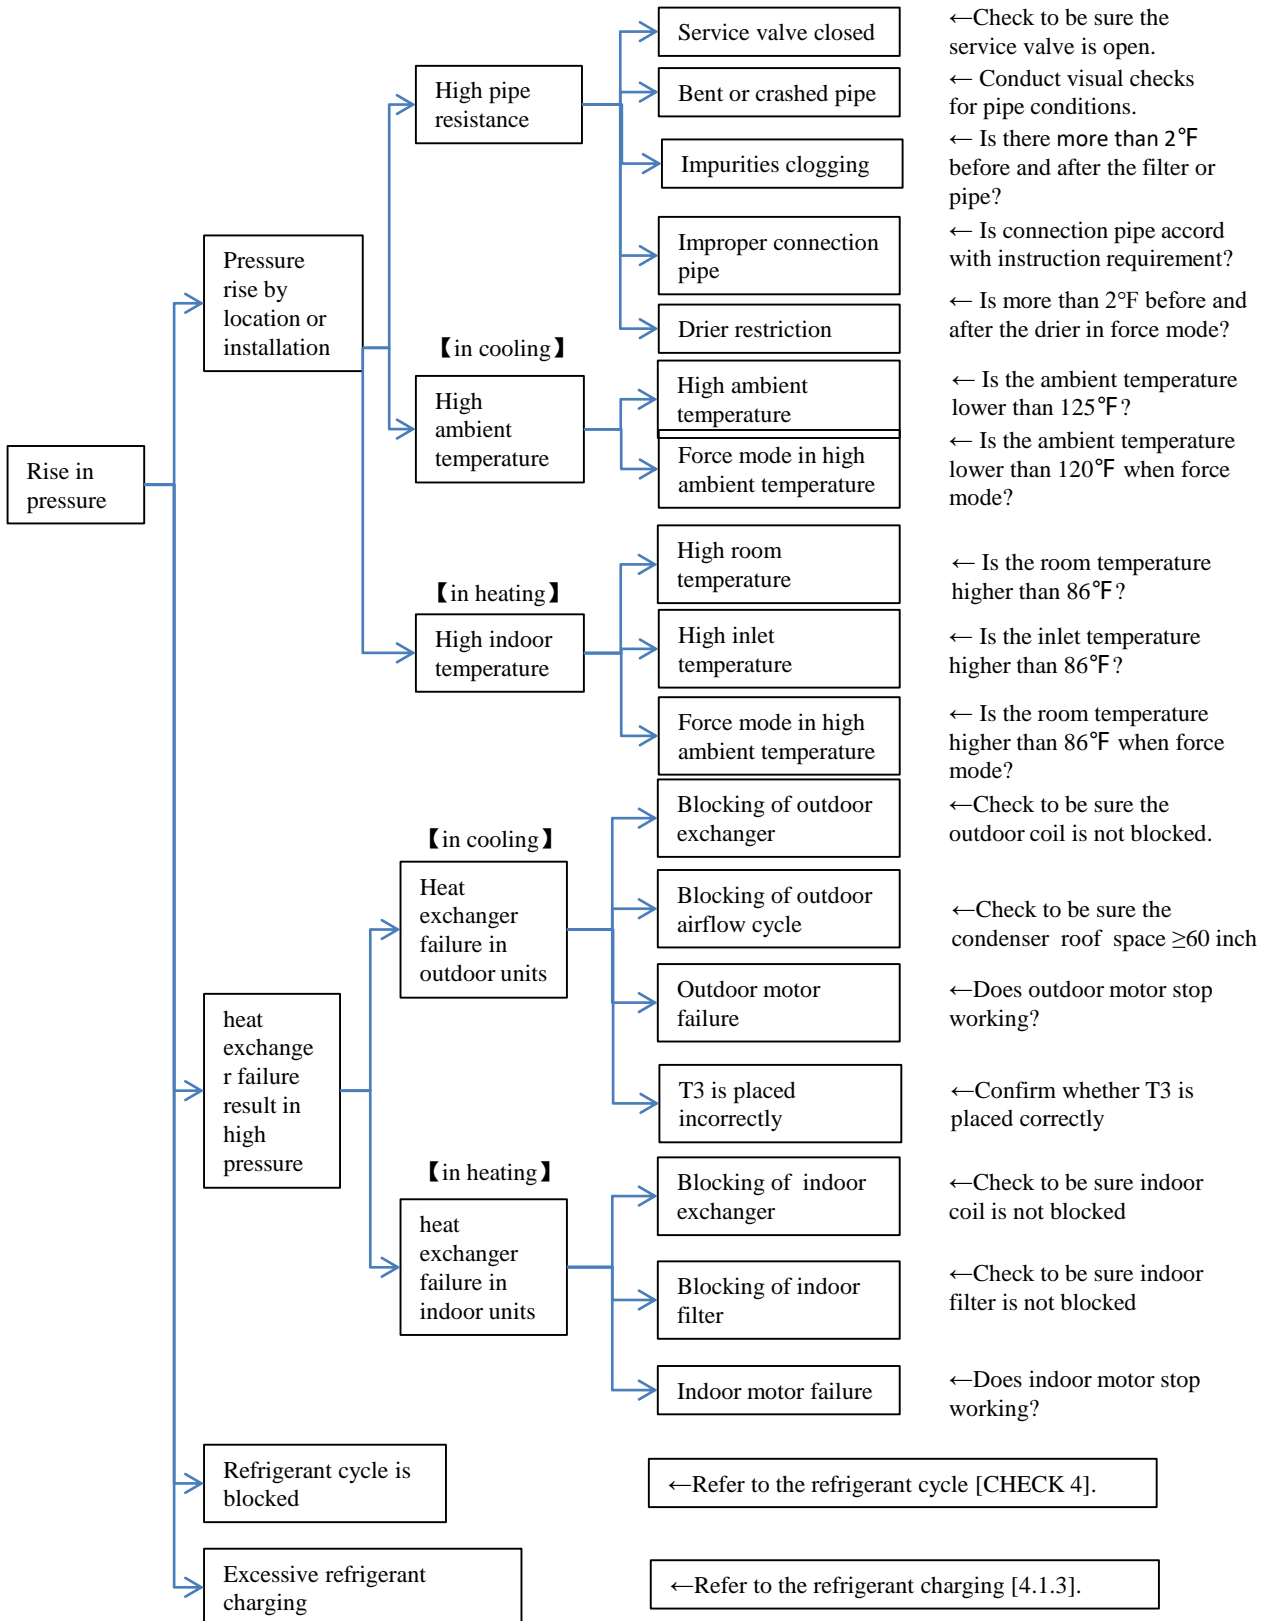 Rise in
pressure
Pressure
rise by
location or
installation
High pipe
resistance
Service valve closed
←Check to be sure the
service valve is open.
Bent or crashed pipe
← Conduct visual checks
for pipe conditions.
Impurities clogging
← Is there more than 2℉
before and after the filter or
pipe?
Improper connection
pipe
← Is connection pipe accord
with instruction requirement?
Drier restriction
← Is more than 2°F before and
after the drier in force mode?
【in cooling】
High
ambient
temperature
High ambient
temperature
← Is the ambient temperature
lower than 125℉?
Force mode in high
ambient temperature
← Is the ambient temperature
lower than 120℉ when force
mode?
【in heating】
High indoor
temperature
High room
temperature
← Is the room temperature
higher than 86℉?
High inlet
temperature
← Is the inlet temperature
higher than 86℉?
Force mode in high
ambient temperature
← Is the room temperature
higher than 86℉ when force
mode?
heat
exchange
r failure
result in
high
pressure
【in cooling】
Heat
exchanger
failure in
outdoor units
Blocking of outdoor
exchanger
←Check to be sure the
outdoor coil is not blocked.
Blocking of outdoor
airflow cycle
←Check to be sure the
condenser roof space ≥60 inch
Outdoor motor
failure
←Does outdoor motor stop
working?
T3 is placed
incorrectly
←Confirm whether T3 is
placed correctly
【in heating】
heat
exchanger
failure in
indoor units
Blocking of indoor
exchanger
←Check to be sure indoor
coil is not blocked
Blocking of indoor
filter
←Check to be sure indoor
filter is not blocked
Indoor motor failure
←Does indoor motor stop
working?
Refrigerant cycle is
blocked
←Refer to the refrigerant cycle [CHECK 4].
Excessive refrigerant
charging
←Refer to the refrigerant charging [4.1.3].